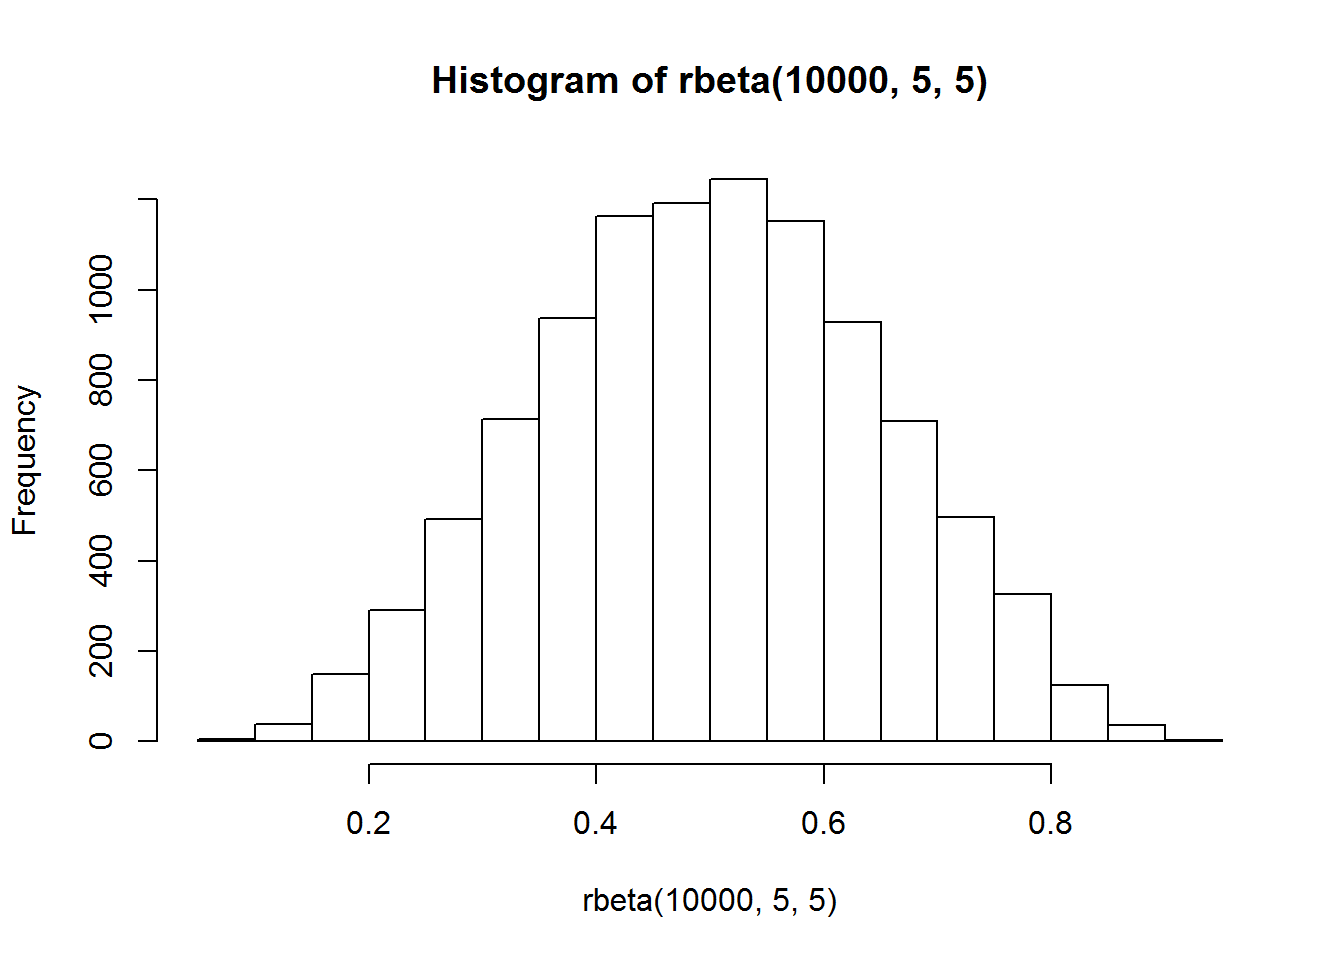 Histogram of rbeta(10000, 5, 5)
Frequency
1000
800
600
400
200
0
0.2 0.4 0.6 0.8
rbeta(10000, 5, 5)